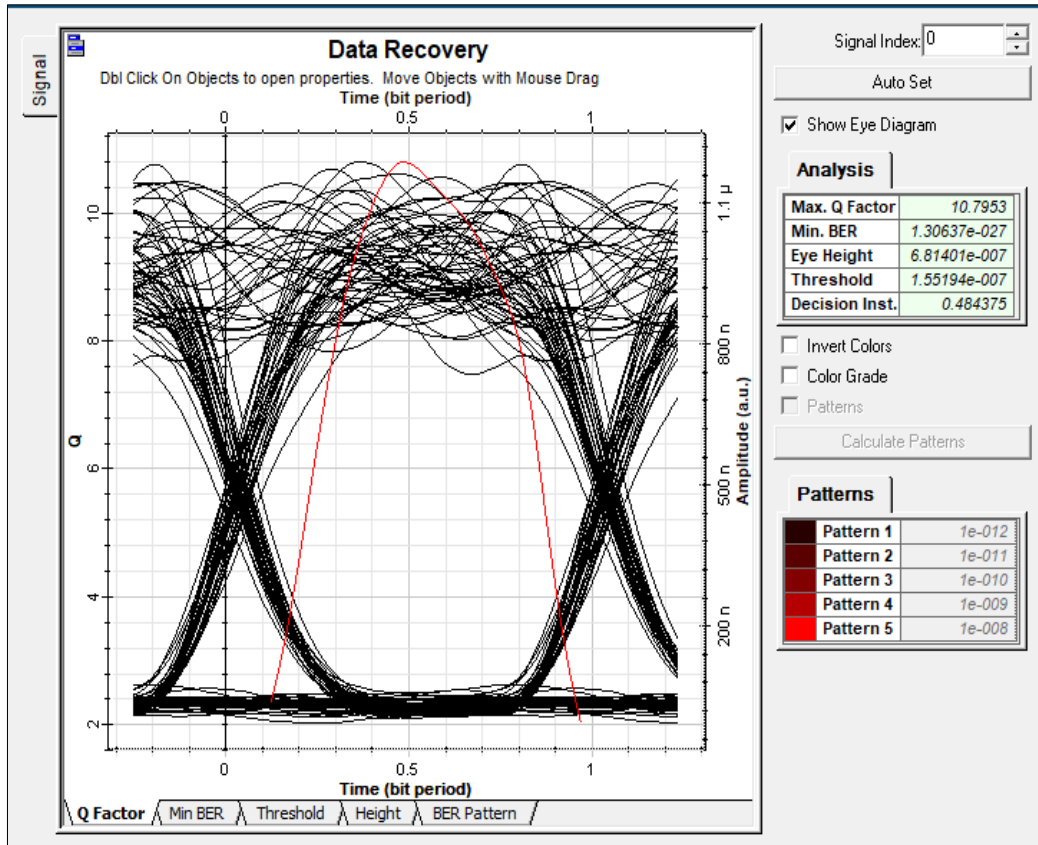 Signal
Data Recovery
Dbl Click On Objects to open properties. Move Objects with Mouse Drag
Time (bit period)
0 0.5 1
Q
2 4 6 8 10
Amplitude (a.u.)
200 n 500 n 800 n 1.1 µ
0 0.5 1
Time (bit period)
Q Factor Min BER Threshold Height BER Pattern
Signal Index: 0
Auto Set
Show Eye Diagram
Analysis
Max. Q Factor 10.7953
Min. BER 1.30637e-027
Eye Height 6.81401e-007
Threshold 1.55194e-007
Decision Inst. 0.484375
Invert Colors
Color Grade
Patterns
Calculate Patterns
Patterns
Pattern 1 1e-012
Pattern 2 1e-011
Pattern 3 1e-010
Pattern 4 1e-009
Pattern 5 1e-008